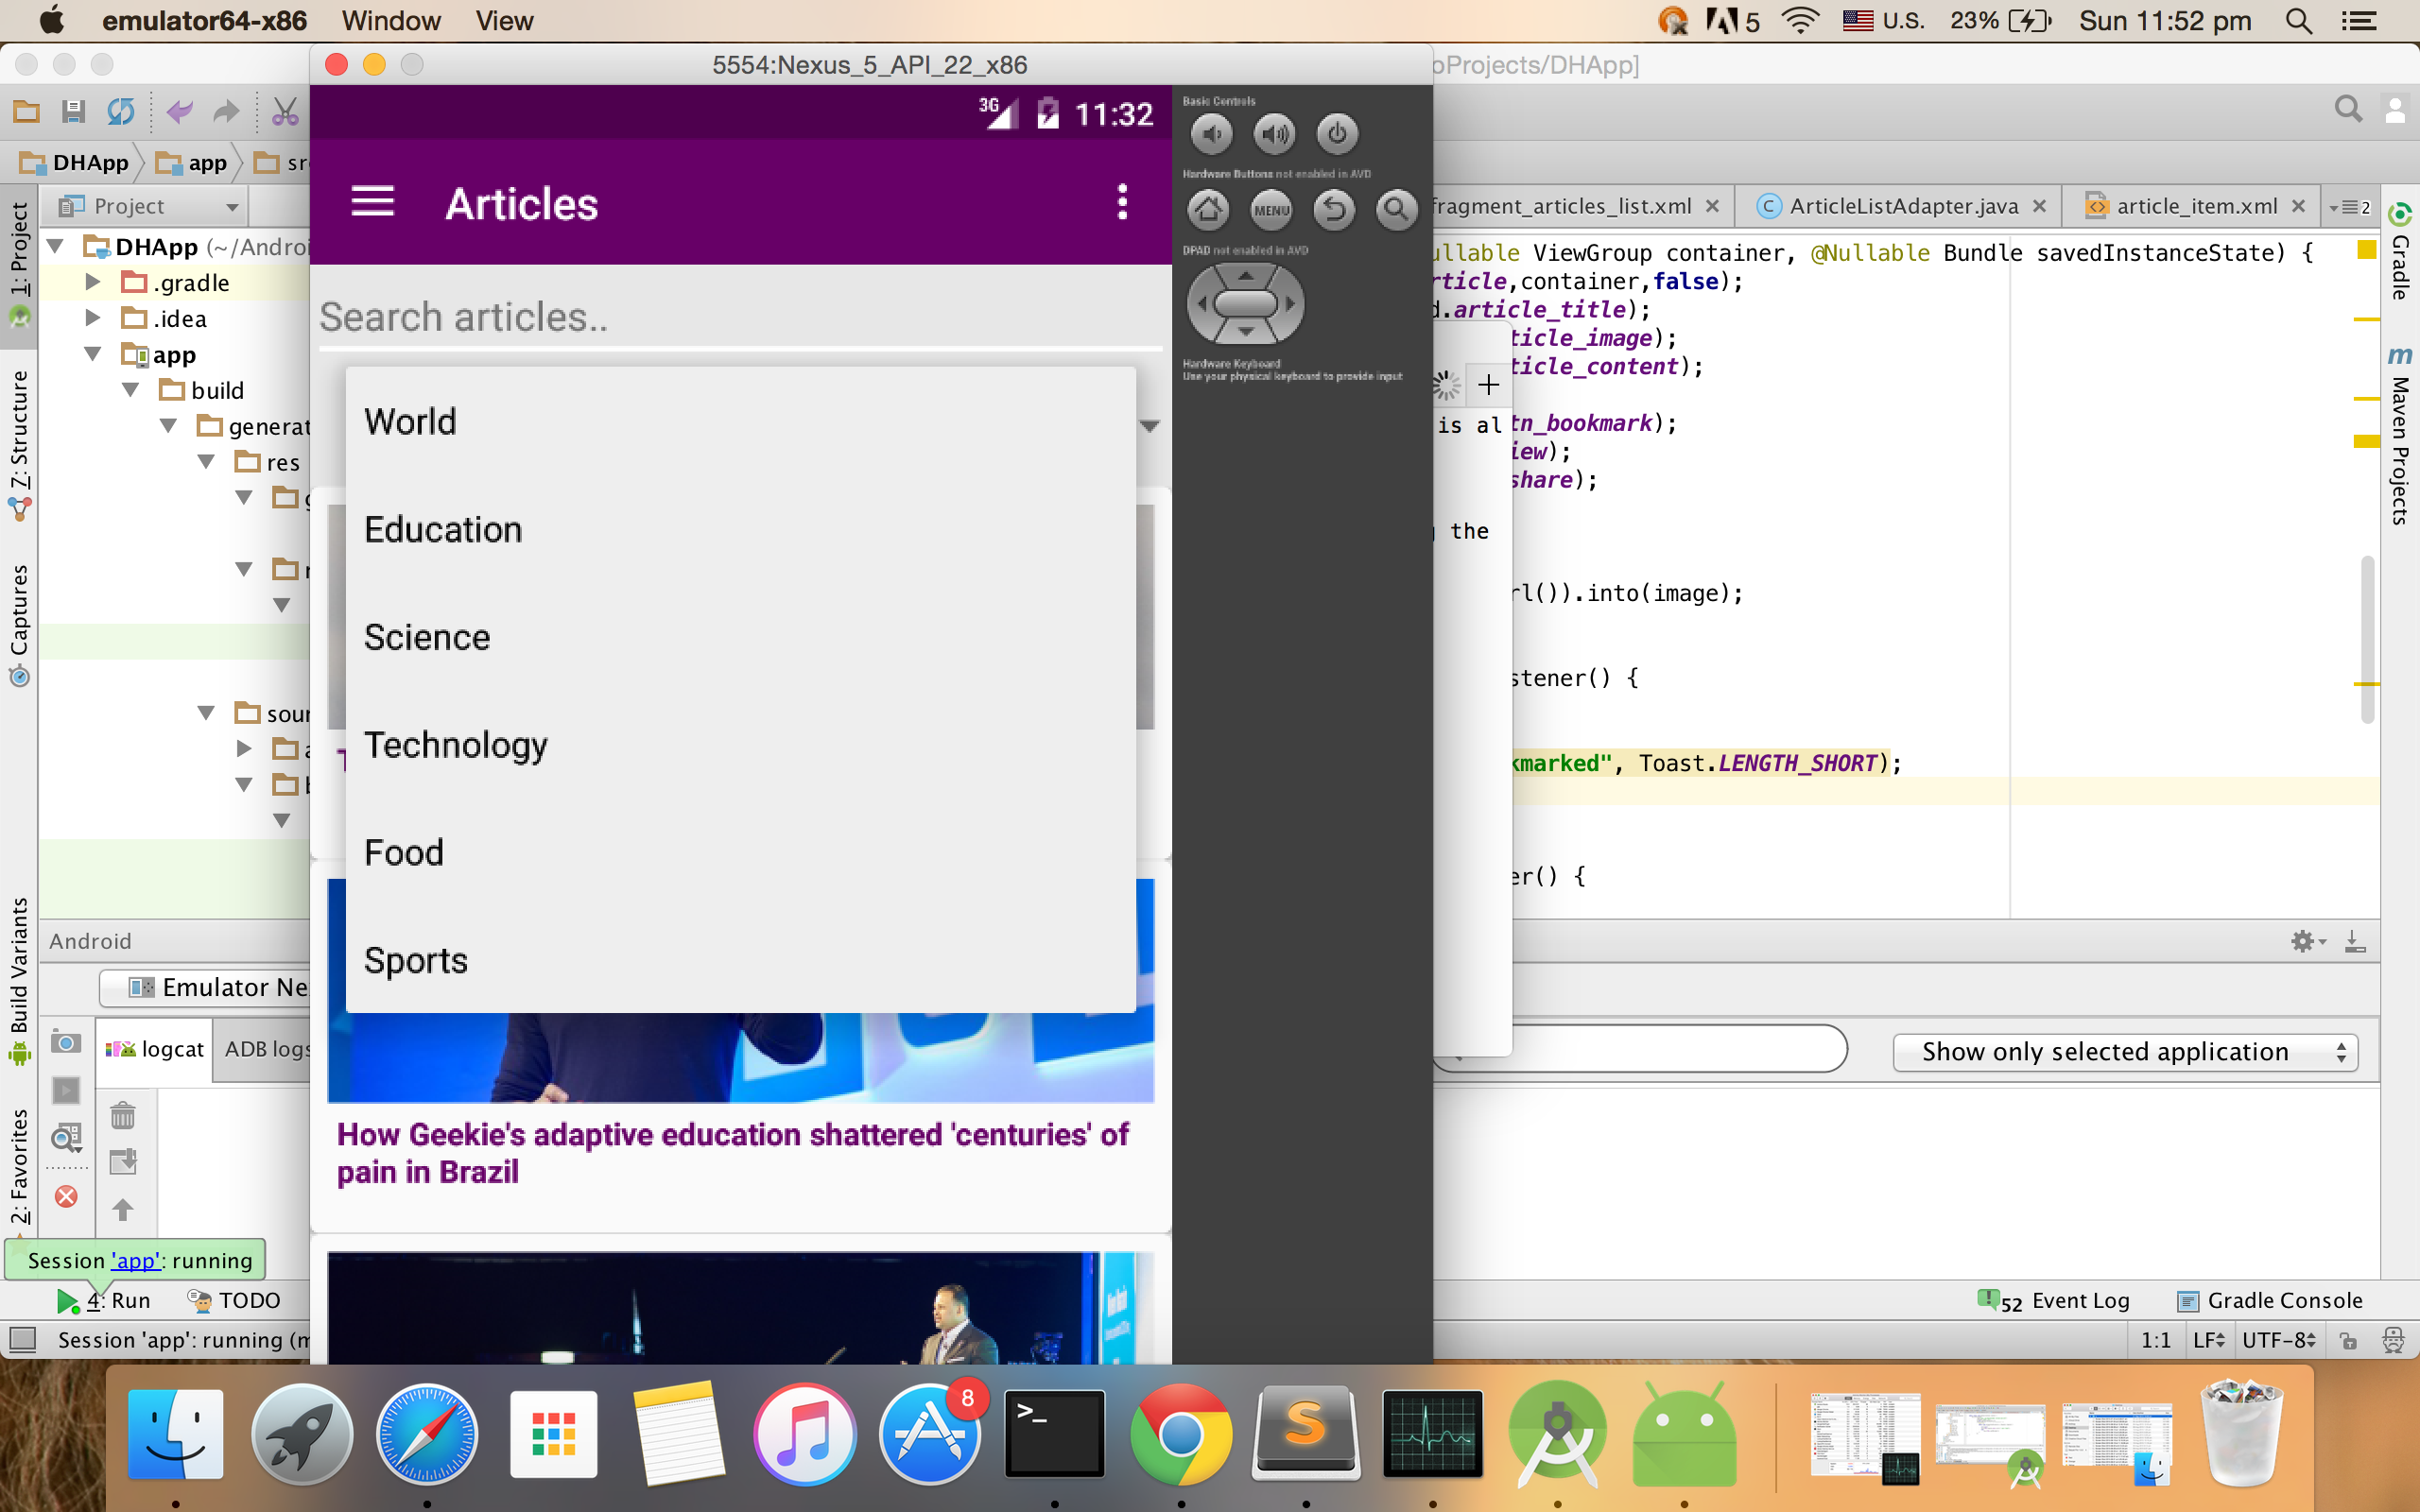 emulator64-x86 Window View
5 U.S. 23% Sun 11:52 pm
5554:Nexus_5_API_22_x86
oProjects/DHApp]
3G 11:32
Articles
Search articles..
World
Education
Science
Technology
Food
Sports
How Geekie's adaptive education shattered 'centuries' of
pain in Brazil
Basic Controls
Hardware Buttons not enabled in AVD
MENU
DPAD not enabled in AVD
Hardware Keyboard
Use your physical keyboard to provide input
DHApp app
Project
DHApp (~/Androi
.gradle
.idea
app
build
generat
res
sour
1: Project
7: Structure
Captures
Build Variants
2: Favorites
fragment_articles_list.xml ArticleListAdapter.java article_item.xml 2
ullable ViewGroup container, @Nullable Bundle savedInstanceState) {
rticle,container,false);
d.article_title);
ticle_image);
ticle_content);
is al
tn_bookmark);
iew);
share);
the
rl()).into(image);
stener() {
kmarked", Toast.LENGTH_SHORT);
er() {
Gradle
m Maven Projects
Android
Emulator Ne
logcat ADB logs
Show only selected application
Session 'app': running
4: Run TODO
52 Event Log Gradle Console
Session 'app': running (m
1:1 LF UTF-8
8
>_
S